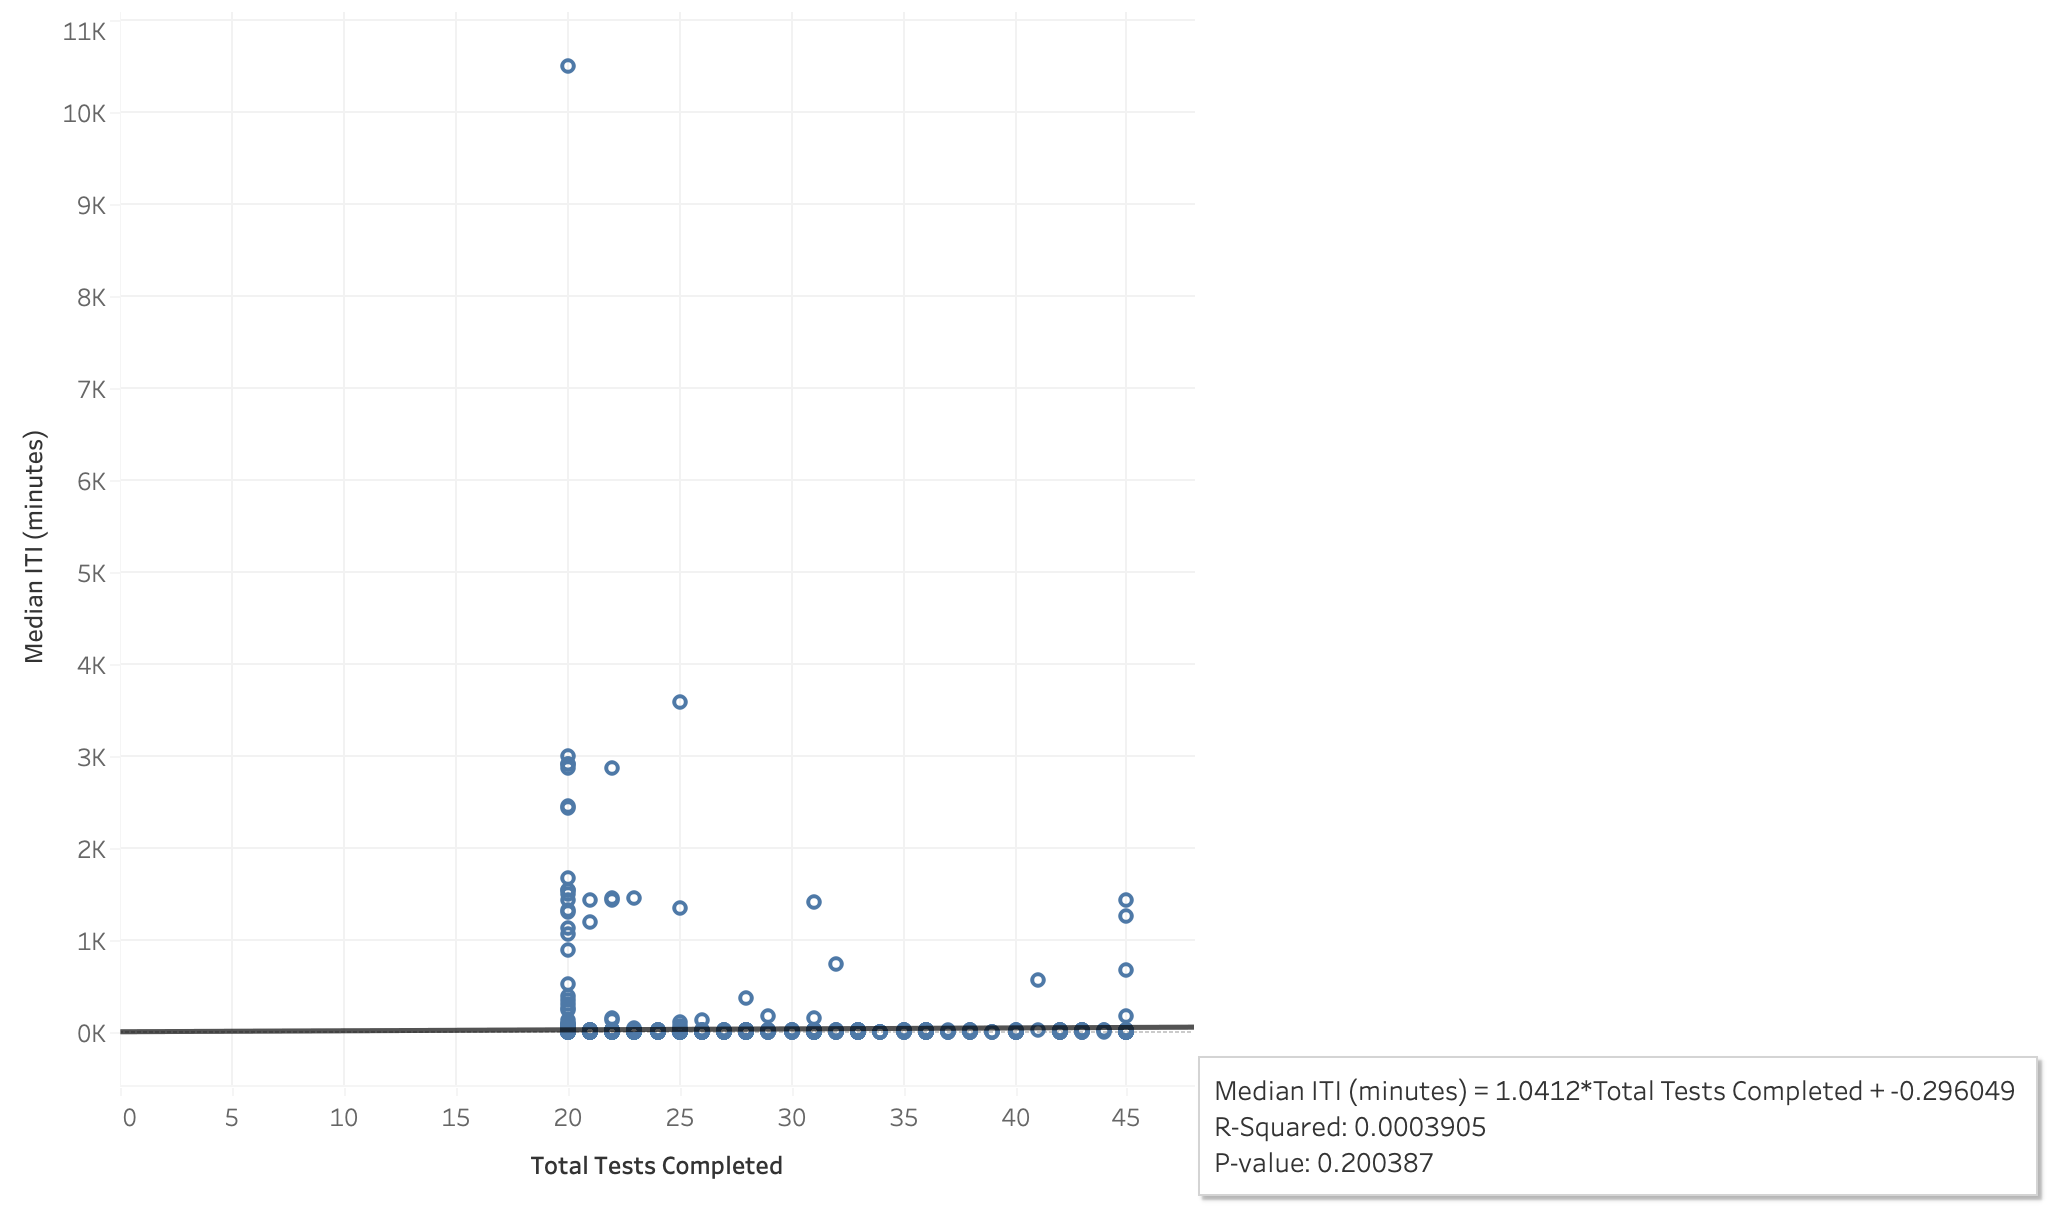 11K
10K
9K
8K
7K
6K
5K
4K
3K
2K
1K
0K
Median ITI (minutes)
0 5 10 15 20 25 30 35 40 45
Total Tests Completed
Median ITI (minutes) = 1.0412*Total Tests Completed + -0.296049
R-Squared: 0.0003905
P-value: 0.200387